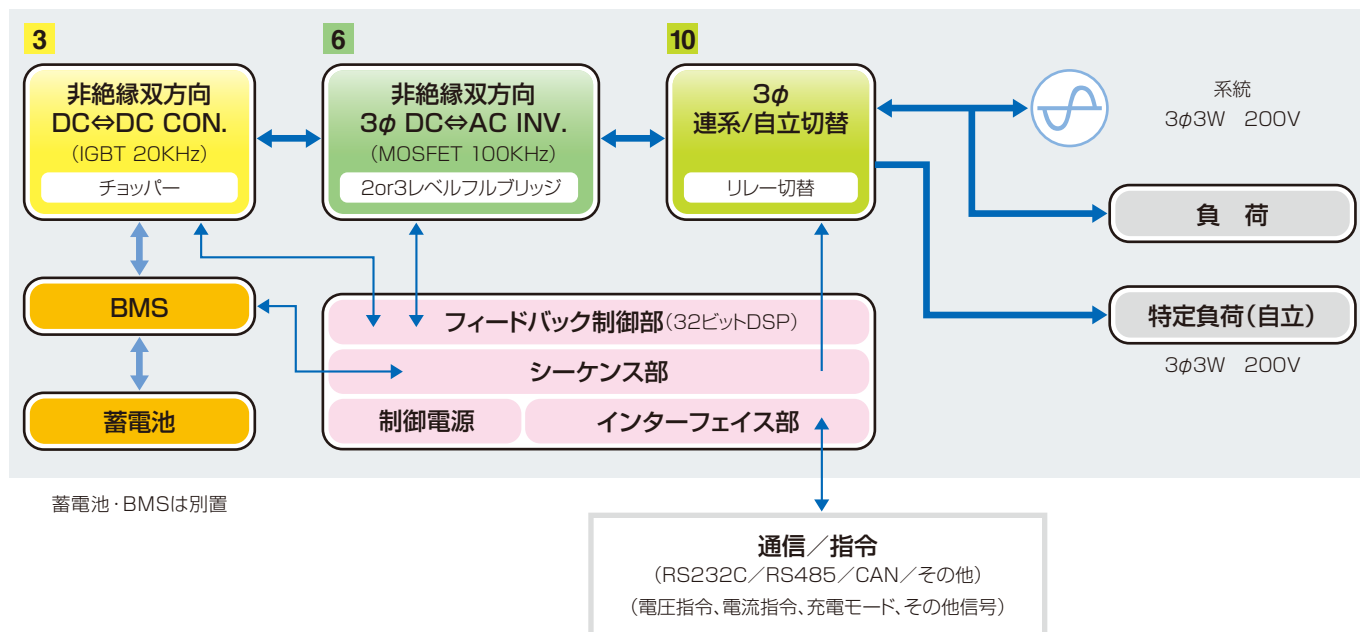 3
非絶縁双方向
DC⇔DC CON.
(IGBT 20KHz)
チョッパー
6
非絶縁双方向
3φ DC⇔AC INV.
(MOSFET 100KHz)
2or3レベルフルブリッジ
10
3φ
連系/自立切替
リレー切替
系統
3φ3W 200V
負 荷
特定負荷(自立)
3φ3W 200V
BMS
蓄電池
フィードバック制御部(32ビットDSP)
シーケンス部
制御電源
インターフェイス部
蓄電池・BMSは別置
通信／指令
(RS232C／RS485／CAN／その他)
(電圧指令、電流指令、充電モード、その他信号)